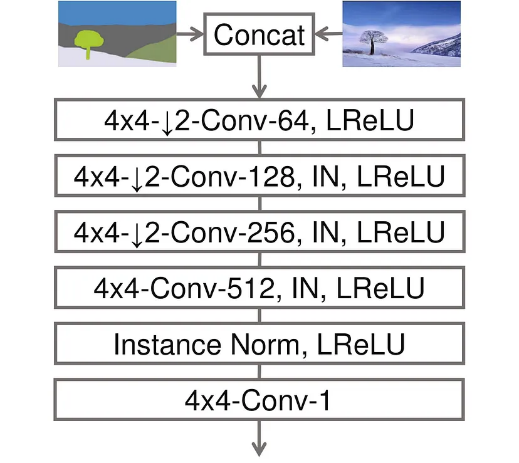 Concat
4x4-↓2-Conv-64, LReLU
4x4-↓2-Conv-128, IN, LReLU
4x4-↓2-Conv-256, IN, LReLU
4x4-Conv-512, IN, LReLU
Instance Norm, LReLU
4x4-Conv-1